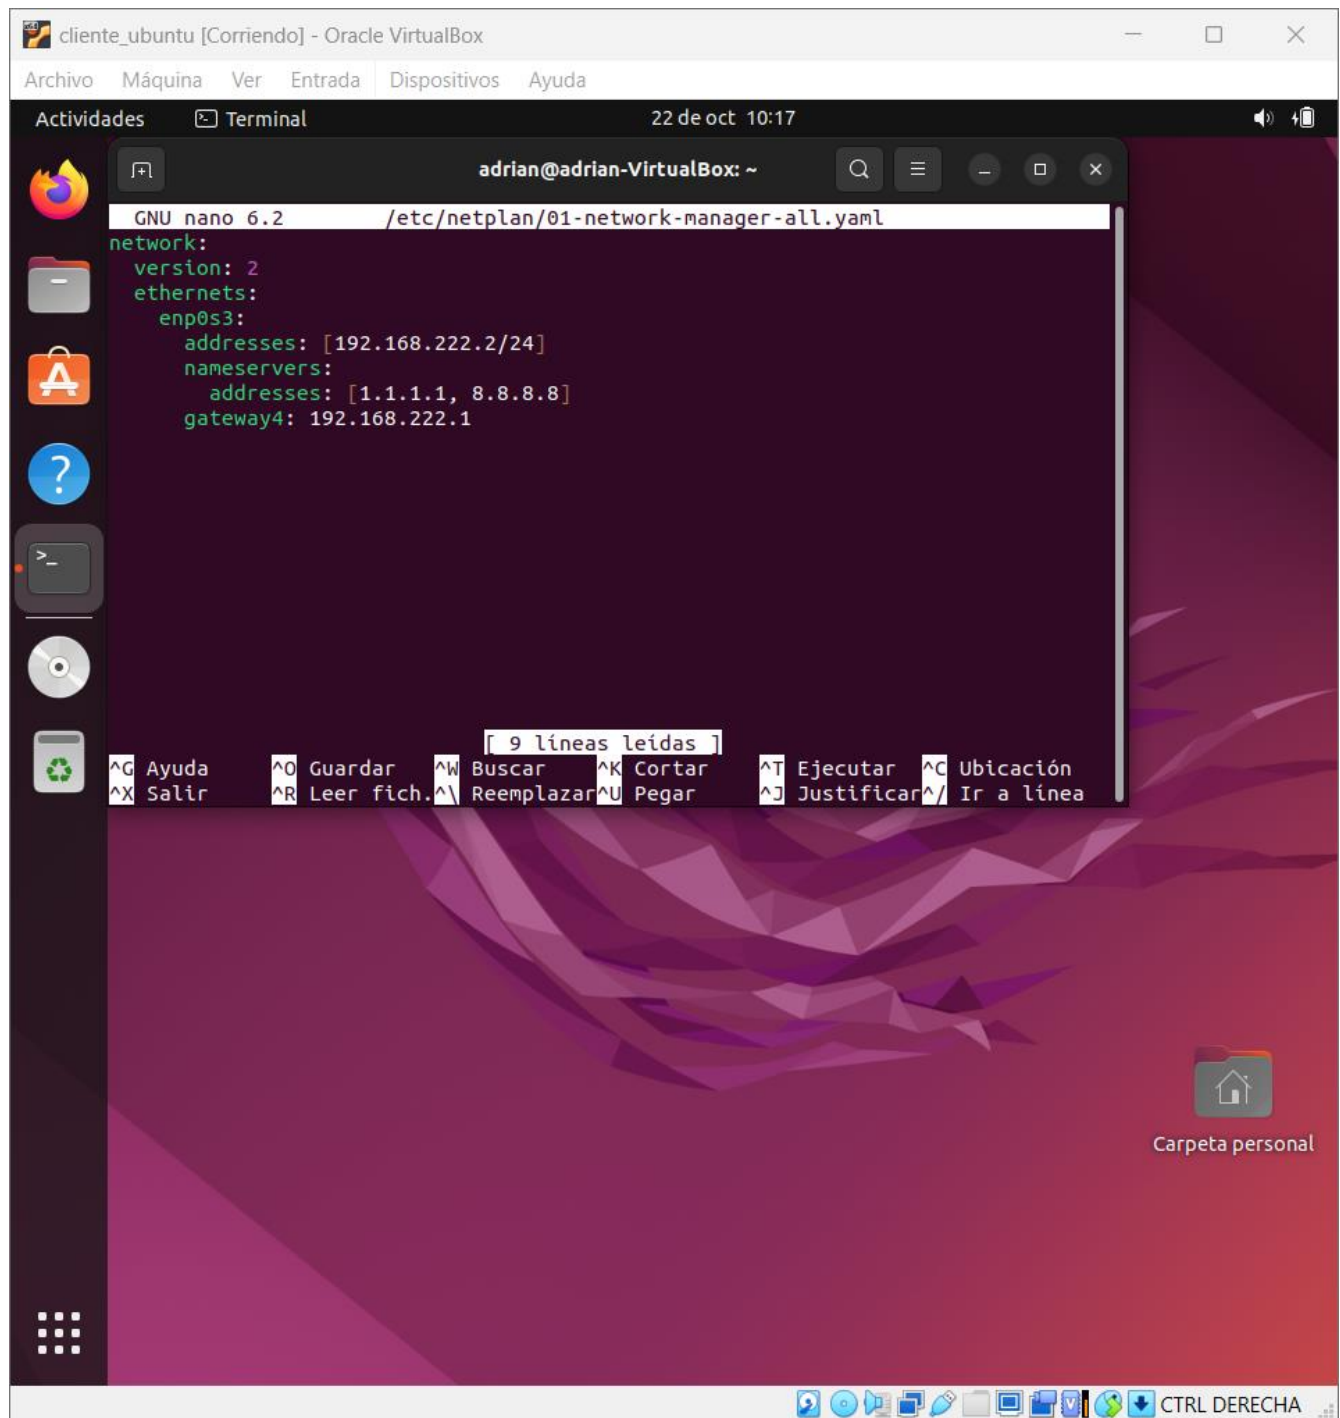 cliente_ubuntu [Corriendo] - Oracle VirtualBox
Archivo Máquina Ver Entrada Dispositivos Ayuda
Actividades Terminal 22 de oct 10:17
adrian@adrian-VirtualBox: ~
GNU nano 6.2 /etc/netplan/01-network-manager-all.yaml
network:
version: 2
ethernets:
enp0s3:
addresses: [192.168.222.2/24]
nameservers:
addresses: [1.1.1.1, 8.8.8.8]
gateway4: 192.168.222.1
[ 9 líneas leídas ]
^G Ayuda ^O Guardar ^W Buscar ^K Cortar ^T Ejecutar ^C Ubicación
^X Salir ^R Leer fich. ^\ Reemplazar ^U Pegar ^J Justificar ^/ Ir a línea
Carpeta personal
CTRL DERECHA